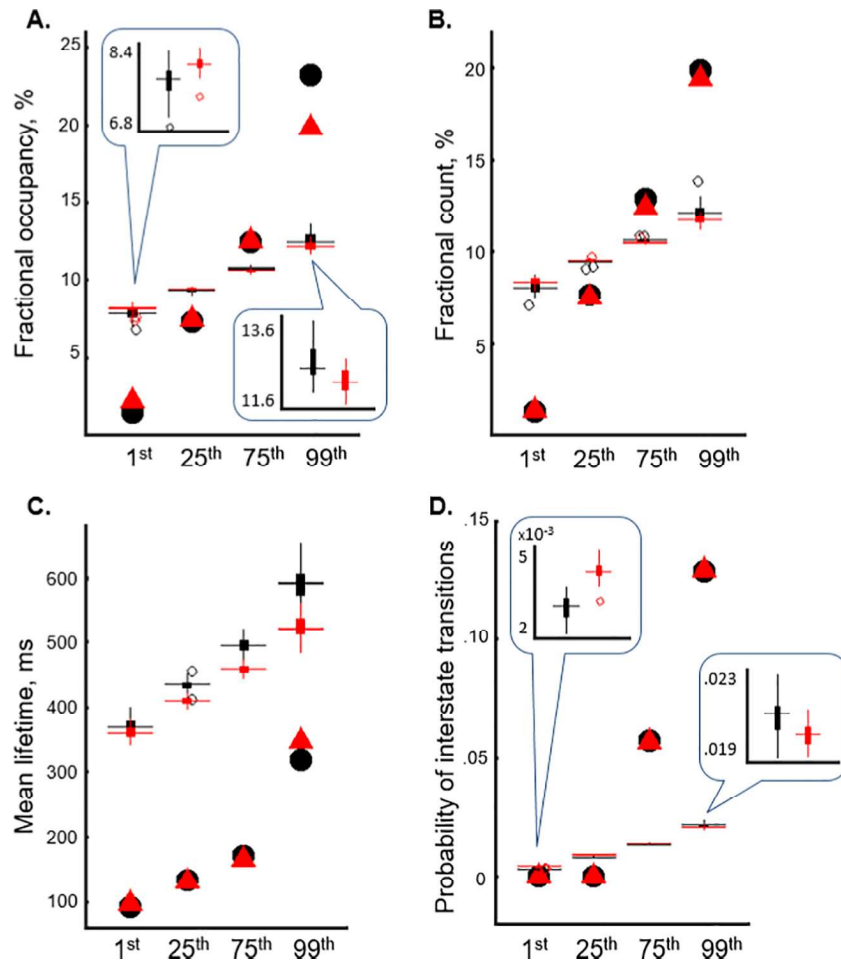 A.
25
20
15
10
5
Fractional occupancy, %
8.4
6.8
13.6
11.6
1st 25th 75th 99th
B.
20
15
10
5
Fractional count, %
1st 25th 75th 99th
C.
600
500
400
300
200
100
Mean lifetime, ms
1st 25th 75th 99th
D.
.15
.10
.05
0
Probability of interstate transitions
x10-3
5
2
.023
.019
1st 25th 75th 99th